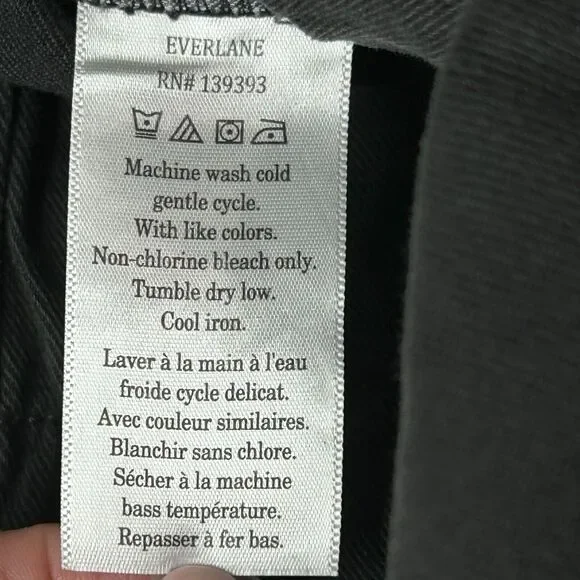 EVERLANE
RN# 139393
Machine wash cold
gentle cycle.
With like colors.
Non-chlorine bleach only.
Tumble dry low.
Cool iron.
Laver à la main à l'eau
froide cycle delicat.
Avec couleur similaires.
Blanchir sans chlore.
Sécher à la machine
bass température.
Repasser à fer bas.